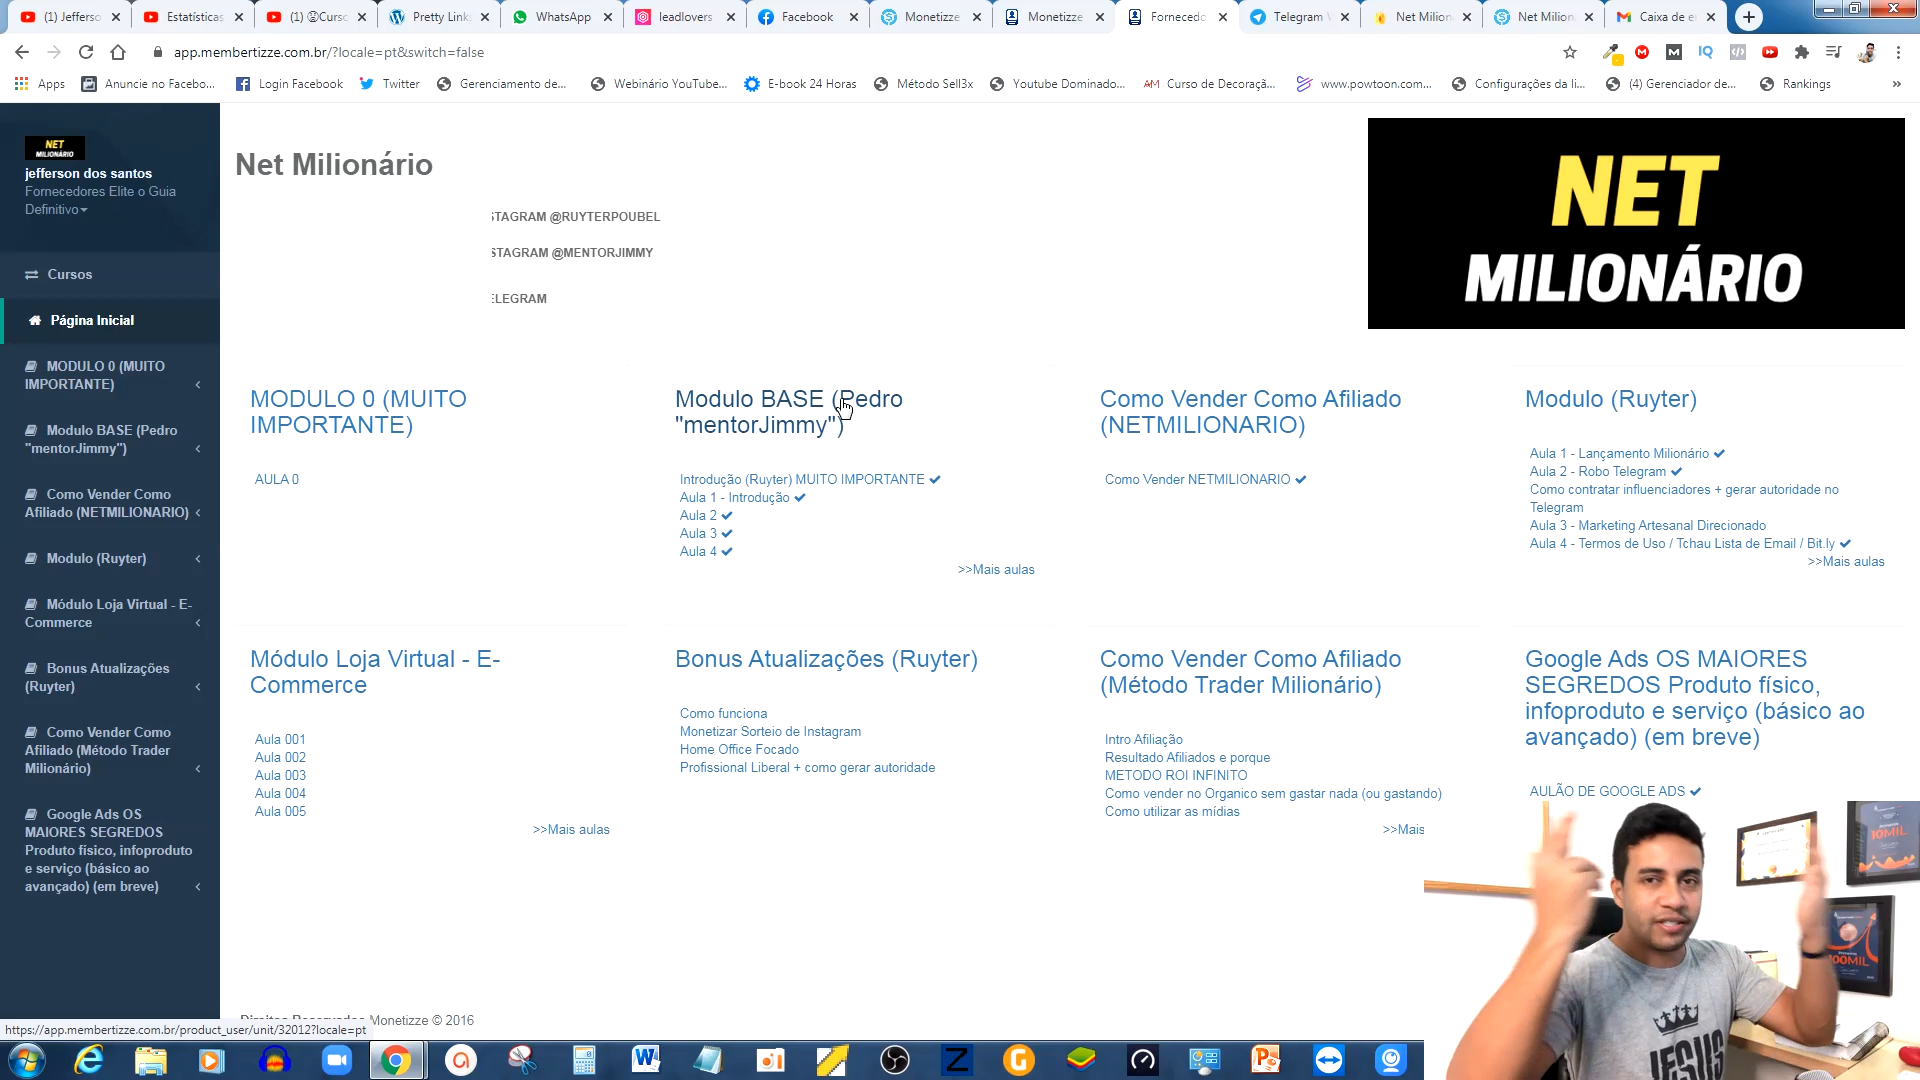 (1) Jefferso
Estatísticas
(1) Curso
Pretty Link
WhatsApp
leadlovers
Facebook
Monetizze
Monetizze
Fornecedo
Telegram
Net Milion
Net Milion
Caixa de e
app.membertizze.com.br/?locale=pt&switch=false
Apps
Anuncie no Facebo...
Login Facebook
Twitter
Gerenciamento de...
Webinário YouTube...
E-book 24 Horas
Método Sell3x
Youtube Dominado...
Curso de Decoraçã...
www.powtoon.com...
Configurações da li...
(4) Gerenciador de...
Rankings
NET
MILIONÁRIO
jefferson dos santos
Fornecedores Elite o Guia
Definitivo
Cursos
Página Inicial
MODULO 0 (MUITO
IMPORTANTE)
Modulo BASE (Pedro
"mentorJimmy")
Como Vender Como
Afiliado (NETMILIONARIO)
Modulo (Ruyter)
Módulo Loja Virtual - E-
Commerce
Bonus Atualizações
(Ruyter)
Como Vender Como
Afiliado (Método Trader
Milionário)
Google Ads OS
MAIORES SEGREDOS
Produto físico, infoproduto
e serviço (básico ao
avançado) (em breve)
Net Milionário
STAGRAM @RUYTERPOUBEL
STAGRAM @MENTORJIMMY
ELEGRAM
NET
MILIONÁRIO
MODULO 0 (MUITO
IMPORTANTE)
AULA 0
Modulo BASE (Pedro
"mentorJimmy")
Introdução (Ruyter) MUITO IMPORTANTE
Aula 1 - Introdução
Aula 2
Aula 3
Aula 4
>>Mais aulas
Como Vender Como Afiliado
(NETMILIONARIO)
Como Vender NETMILIONARIO
Modulo (Ruyter)
Aula 1 - Lançamento Milionário
Aula 2 - Robo Telegram
Como contratar influenciadores + gerar autoridade no
Telegram
Aula 3 - Marketing Artesanal Direcionado
Aula 4 - Termos de Uso / Tchau Lista de Email / Bit.ly
>>Mais aulas
Módulo Loja Virtual - E-
Commerce
Aula 001
Aula 002
Aula 003
Aula 004
Aula 005
>>Mais aulas
Bonus Atualizações (Ruyter)
Como funciona
Monetizar Sorteio de Instagram
Home Office Focado
Profissional Liberal + como gerar autoridade
Como Vender Como Afiliado
(Método Trader Milionário)
Intro Afiliação
Resultado Afiliados e porque
METODO ROI INFINITO
Como vender no Organico sem gastar nada (ou gastando)
Como utilizar as mídias
>>Mais
Google Ads OS MAIORES
SEGREDOS Produto físico,
infoproduto e serviço (básico ao
avançado) (em breve)
AULÃO DE GOOGLE ADS
10MIL
100MIL
JESUS
Monetizze © 2016
https://app.membertizze.com.br/product_user/unit/32012?locale=pt